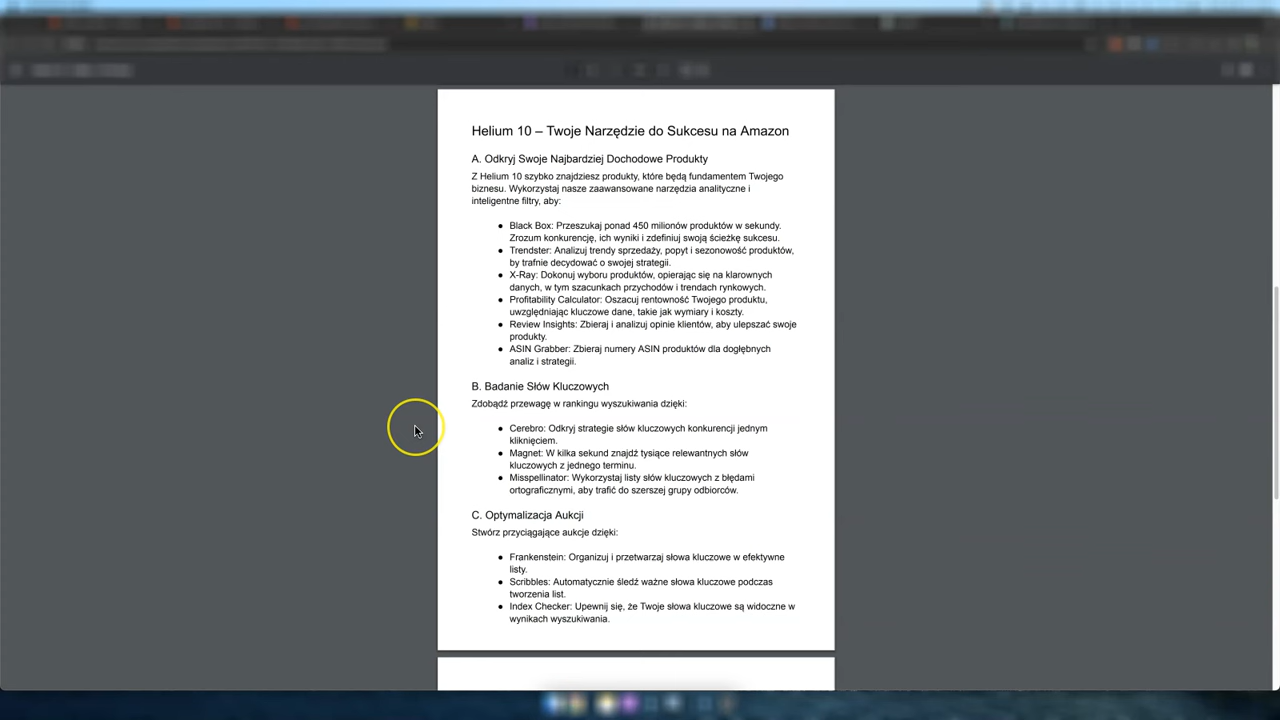 Helium 10 – Twoje Narzędzie do Sukcesu na Amazon
A. Odkryj Swoje Najbardziej Dochodowe Produkty
Z Helium 10 szybko znajdziesz produkty, które będą fundamentem Twojego
biznesu. Wykorzystaj nasze zaawansowane narzędzia analityczne i
inteligentne filtry, aby:
● Black Box: Przeszukaj ponad 450 milionów produktów w sekundy.
Zrozum konkurencję, ich wyniki i zdefiniuj swoją ścieżkę sukcesu.
● Trendster: Analizuj trendy sprzedaży, popyt i sezonowość produktów,
by trafnie decydować o swojej strategii.
● X-Ray: Dokonuj wyboru produktów, opierając się na klarownych
danych, w tym szacunkach przychodów i trendach rynkowych.
● Profitability Calculator: Oszacuj rentowność Twojego produktu,
uwzględniając kluczowe dane, takie jak wymiary i koszty.
● Review Insights: Zbieraj i analizuj opinie klientów, aby ulepszać swoje
produkty.
● ASIN Grabber: Zbieraj numery ASIN produktów dla dogłębnych
analiz i strategii.
B. Badanie Słów Kluczowych
Zdobądź przewagę w rankingu wyszukiwania dzięki:
● Cerebro: Odkryj strategie słów kluczowych konkurencji jednym
kliknięciem.
● Magnet: W kilka sekund znajdź tysiące relewantnych słów
kluczowych z jednego terminu.
● Misspellinator: Wykorzystaj listy słów kluczowych z błędami
ortograficznymi, aby trafić do szerszej grupy odbiorców.
C. Optymalizacja Aukcji
Stwórz przyciągające aukcje dzięki:
● Frankenstein: Organizuj i przetwarzaj słowa kluczowe w efektywne
listy.
● Scribbles: Automatycznie śledź ważne słowa kluczowe podczas
tworzenia list.
● Index Checker: Upewnij się, że Twoje słowa kluczowe są widoczne w
wynikach wyszukiwania.